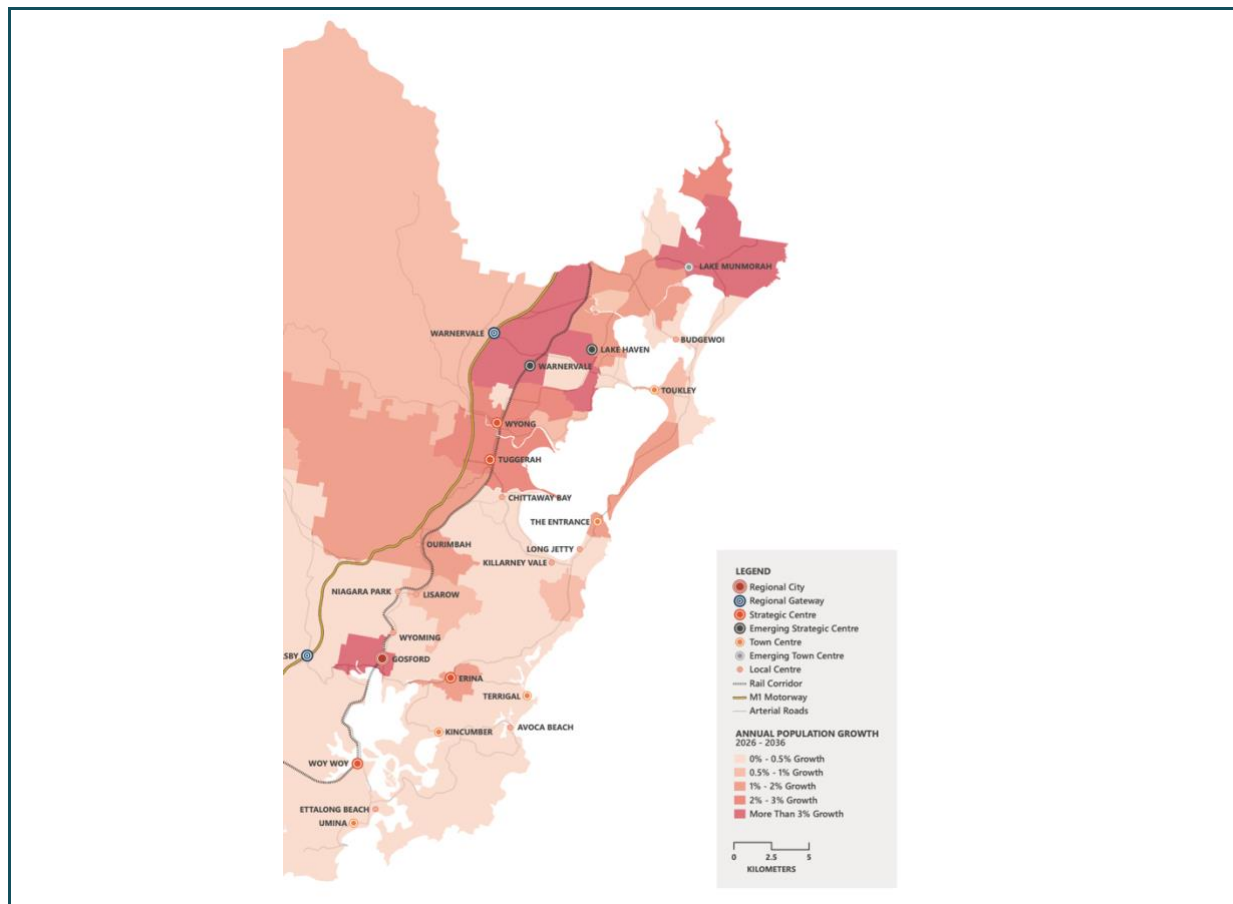 LAKE MUNMORAH
WARNERVALE
BUDGEWOI
LAKE HAVEN
WARNERVALE
TOUKLEY
WYONG
TUGGERAH
CHITTAWAY BAY
THE ENTRANCE
OURIMBAH
LONG JETTY
KILLARNEY VALE
NIAGARA PARK
LISAROW
WYOMING
SBY
GOSFORD
ERINA
TERRIGAL
AVOCA BEACH
KINCUMBER
WOY WOY
ETTALONG BEACH
UMINA
LEGEND
Regional City
Regional Gateway
Strategic Centre
Emerging Strategic Centre
Town Centre
Emerging Town Centre
Local Centre
Rail Corridor
M1 Motorway
Arterial Roads
ANNUAL POPULATION GROWTH
2026 - 2036
0% - 0.5% Growth
0.5% - 1% Growth
1% - 2% Growth
2% - 3% Growth
More Than 3% Growth
0 2.5 5
KILOMETERS